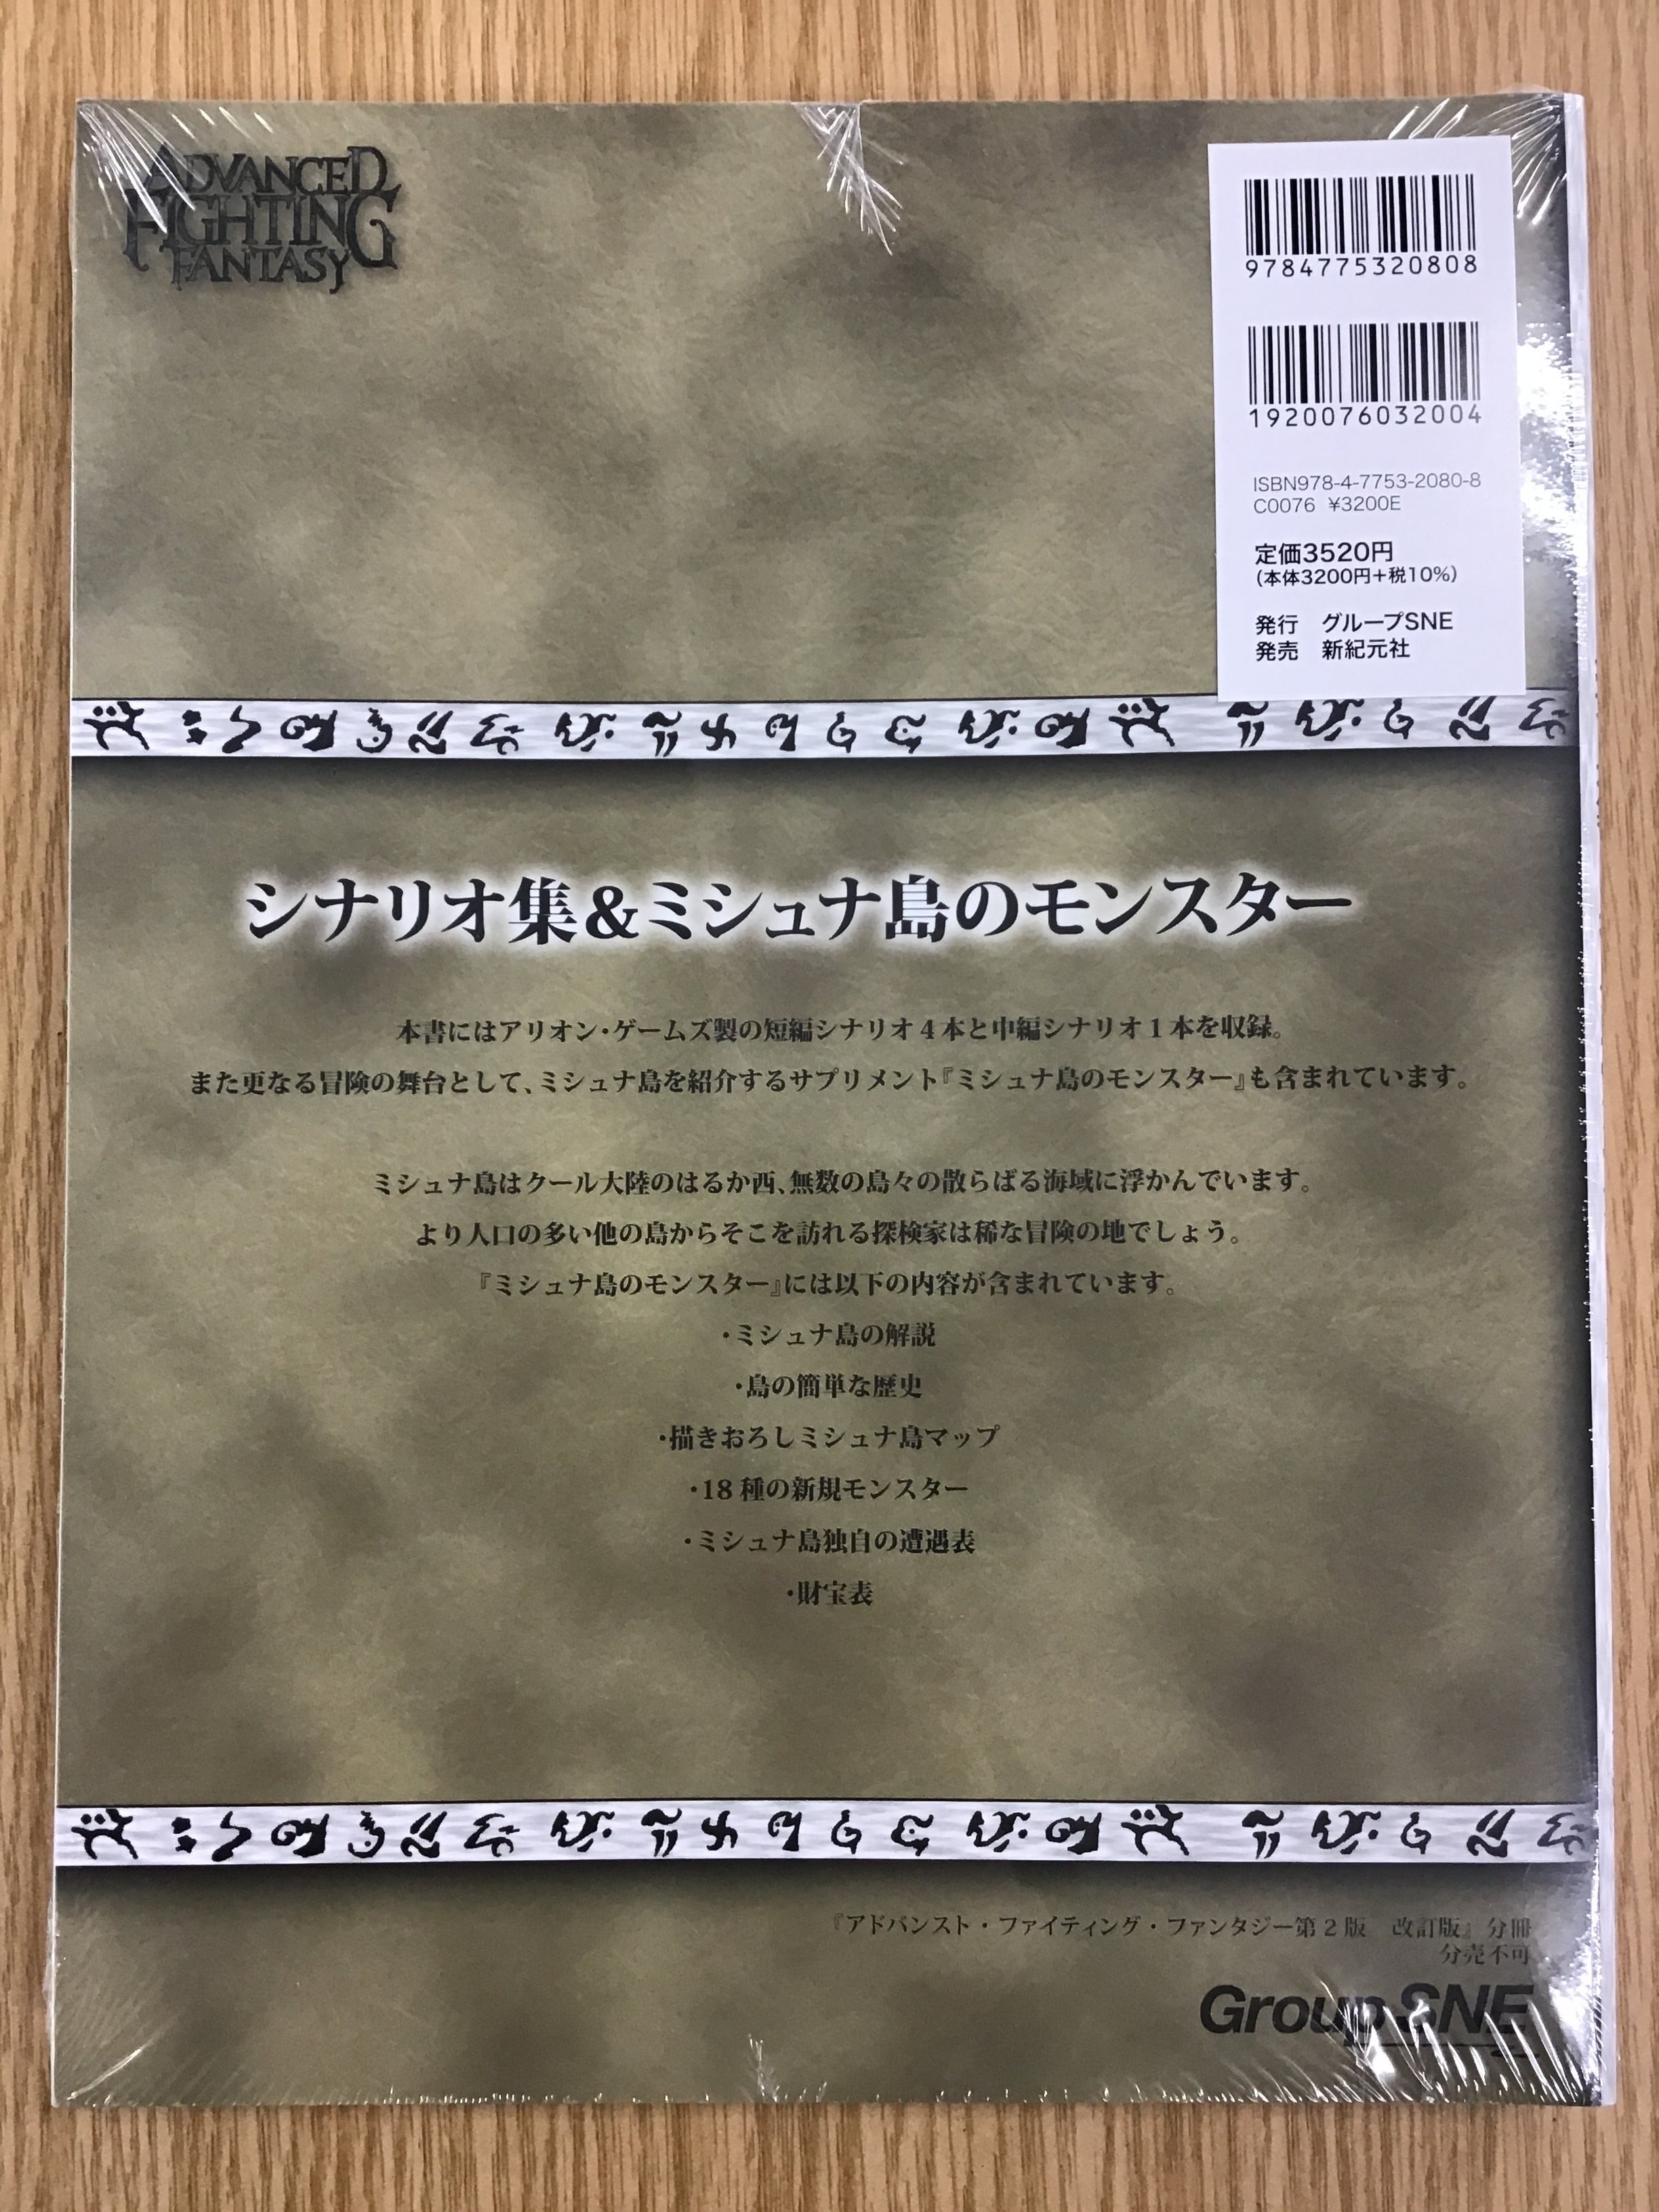 ADVANCED
FIGHTING
FANTASY
9784775320808
1920076032004
ISBN978-4-7753-2080-8
C0076 ¥3200E
定価3520円
(本体3200円+税10%)
発行　グループSNE
発売　新紀元社
シナリオ集&ミシュナ島のモンスター
本書にはアリオン・ゲームズ製の短編シナリオ4本と中編シナリオ1本を収録。
また更なる冒険の舞台として、ミシュナ島を紹介するサプリメント『ミシュナ島のモンスター』も含まれています。
ミシュナ島はクール大陸のはるか西、無数の島々の散らばる海域に浮かんでいます。
より人口の多い他の島からそこを訪れる探検家は稀な冒険の地でしょう。
『ミシュナ島のモンスター』には以下の内容が含まれています。
・ミシュナ島の解説
・島の簡単な歴史
・描きおろしミシュナ島マップ
・18種の新規モンスター
・ミシュナ島独自の遭遇表
・財宝表
『アドバンスト・ファイティング・ファンタジー第2版　改訂版』分冊
分売不可
Group SNE